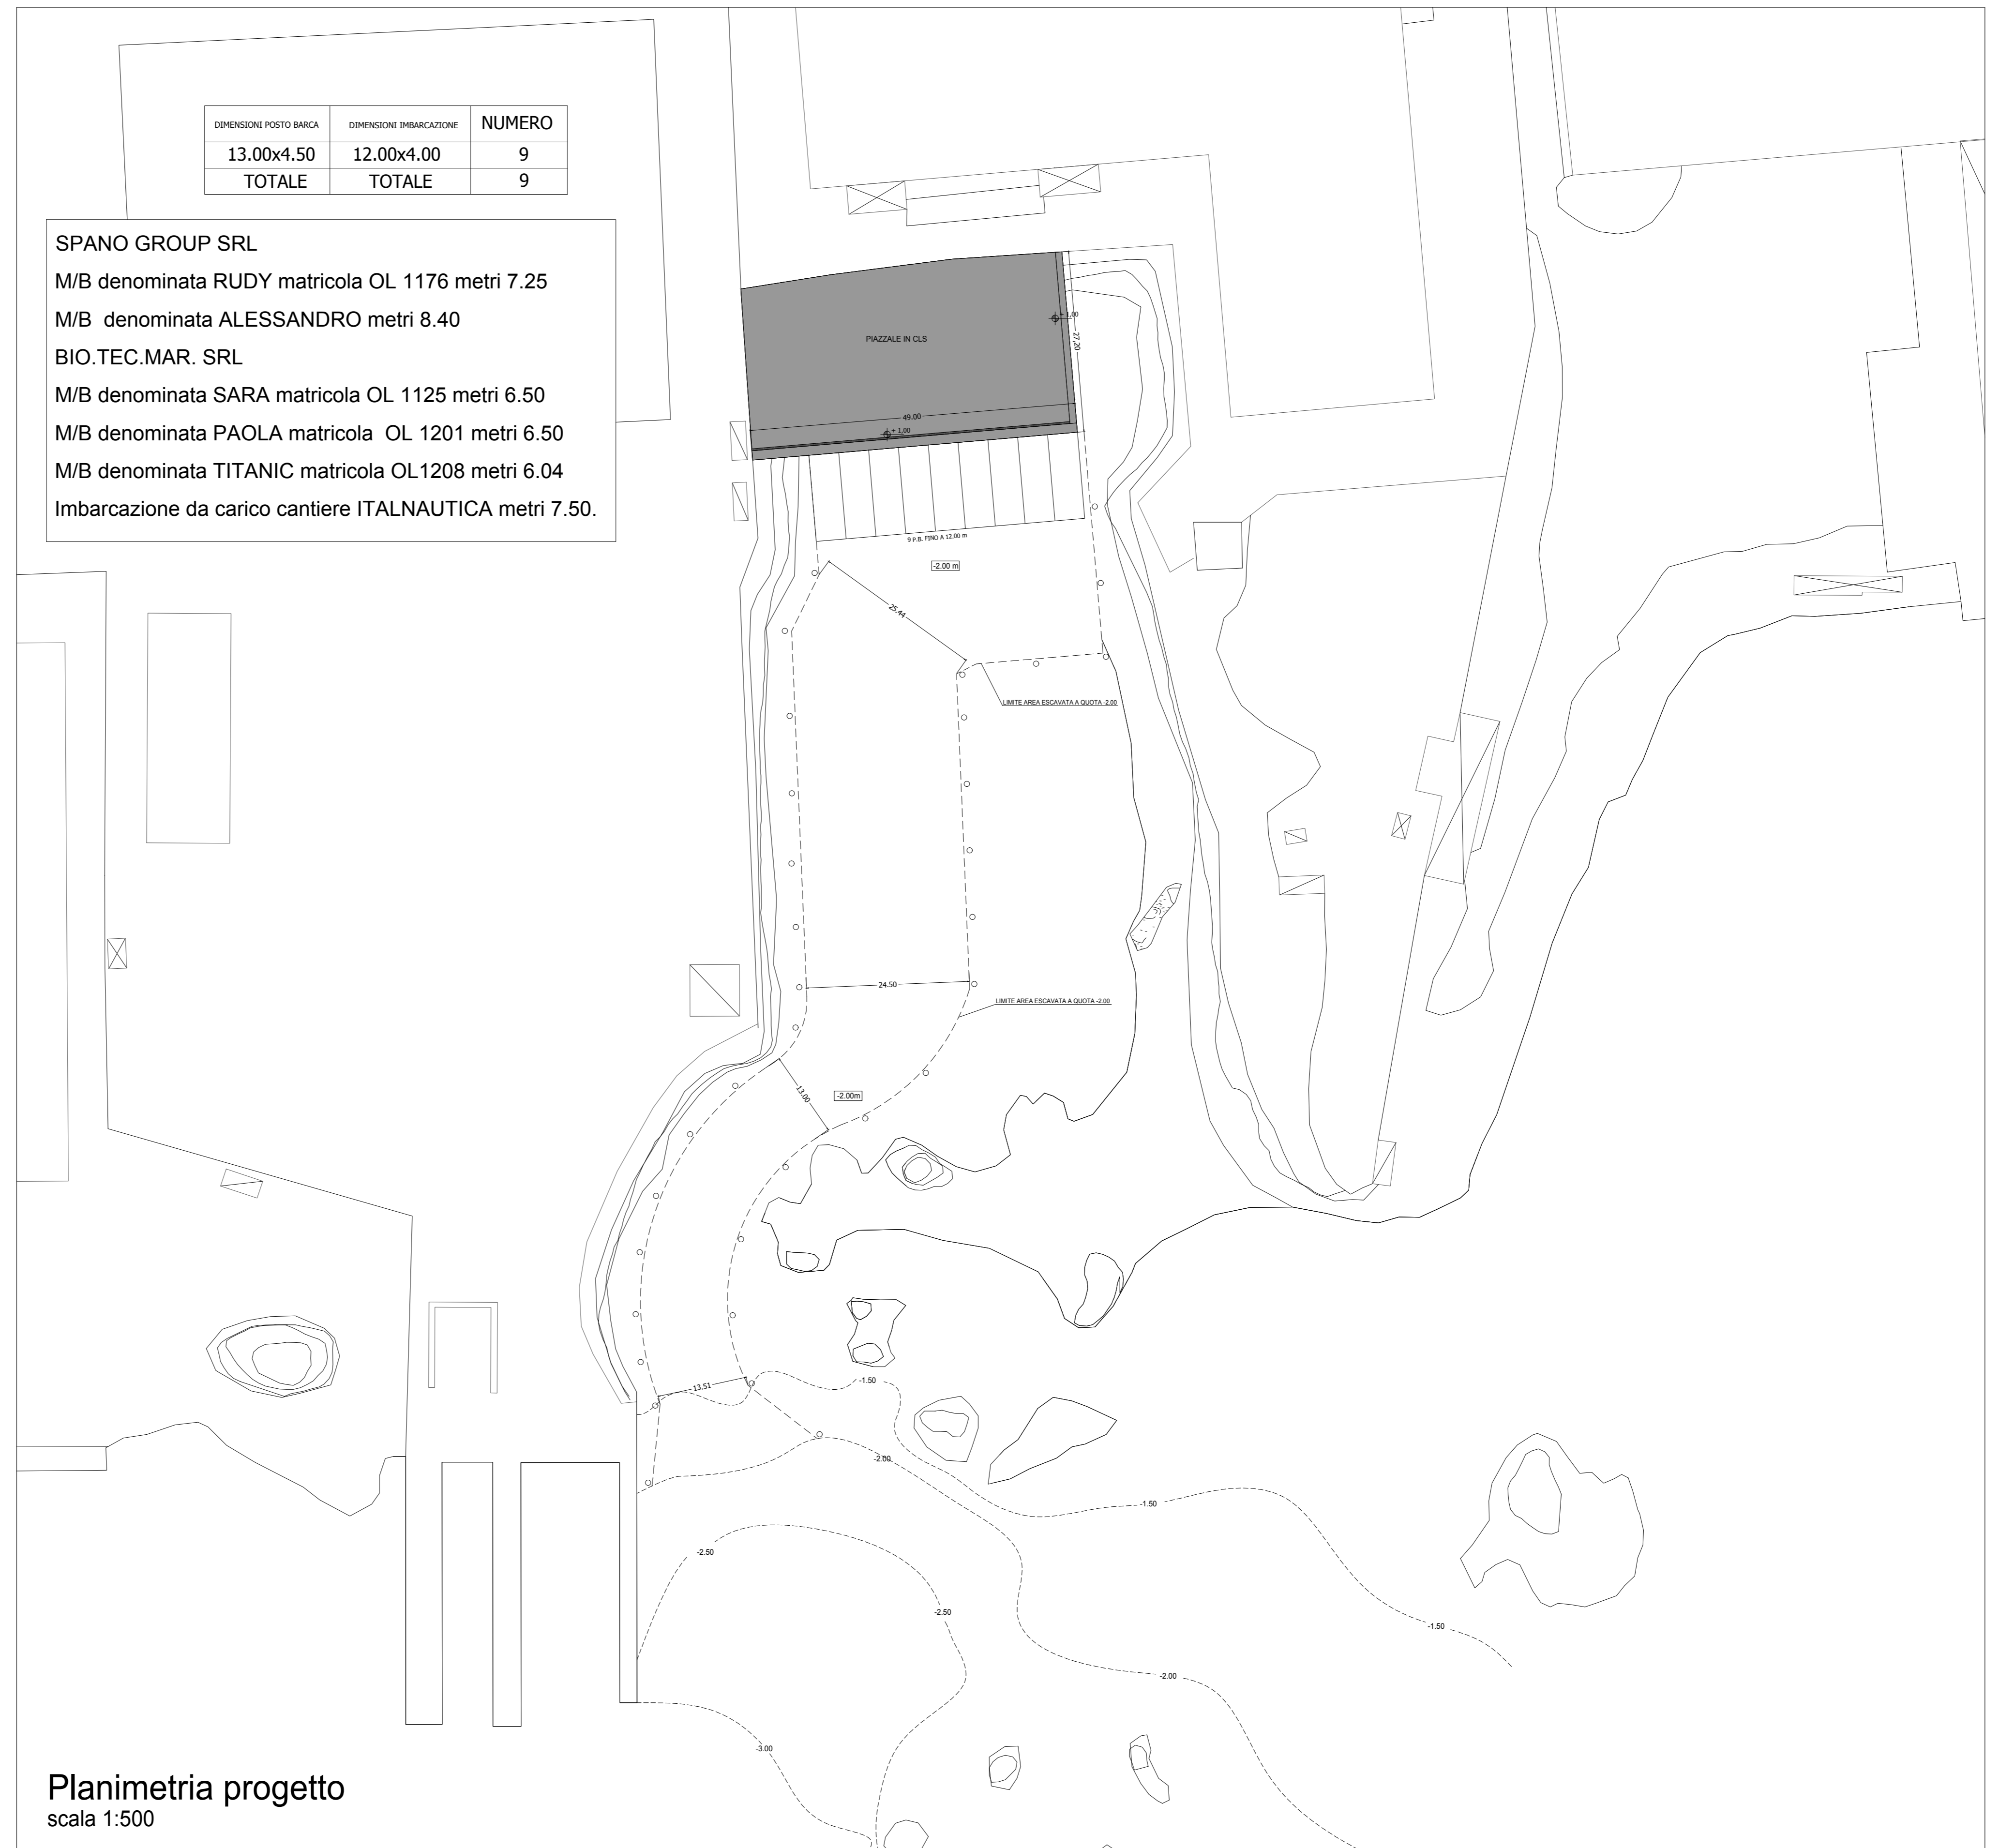 DIMENSIONI POSTO BARCA DIMENSIONI IMBARCAZIONE NUMERO
13.00x4.50 12.00x4.00 9
TOTALE TOTALE 9
SPANO GROUP SRL
M/B denominata RUDY matricola OL 1176 metri 7.25
M/B denominata ALESSANDRO metri 8.40
BIO.TEC.MAR. SRL
M/B denominata SARA matricola OL 1125 metri 6.50
M/B denominata PAOLA matricola OL 1201 metri 6.50
M/B denominata TITANIC matricola OL1208 metri 6.04
Imbarcazione da carico cantiere ITALNAUTICA metri 7.50.
+ 1,00
PIAZZALE IN CLS
27,20
49.00
+ 1,00
9 P.B. FINO A 12,00 m
-2.00 m
25.44
LIMITE AREA ESCAVATA A QUOTA -2.00
24.50
LIMITE AREA ESCAVATA A QUOTA -2.00
13.00
-2.00m
13.51
-1.50
-2.00
-1.50
-2.50
-2.50
-1.50
-2.00
-3.00
Planimetria progetto
scala 1:500